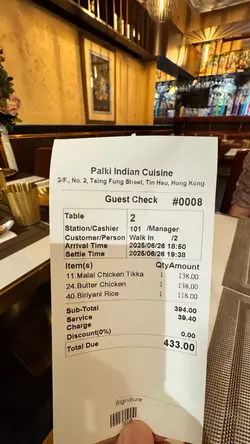 Palki Indian Cuisine
2/F., No. 2, Tsing Fung Street, Tin Hau, Hong Kong
Guest Check #0008
Table 2
Station/Cashier 101 /Manager
Customer/Person Walk In /2
Arrival Time 2025/06/26 18:50
Settle Time 2025/06/26 19:38
Item(s) Qty Amount
11.Malai Chicken Tikka 1 138.00
24.Butter Chicken 1 138.00
40.Biriyani Rice 1 118.00
Sub-Total 394.00
Service 39.40
Charge
Discount(0%) 0.00
Total Due 433.00
Signature